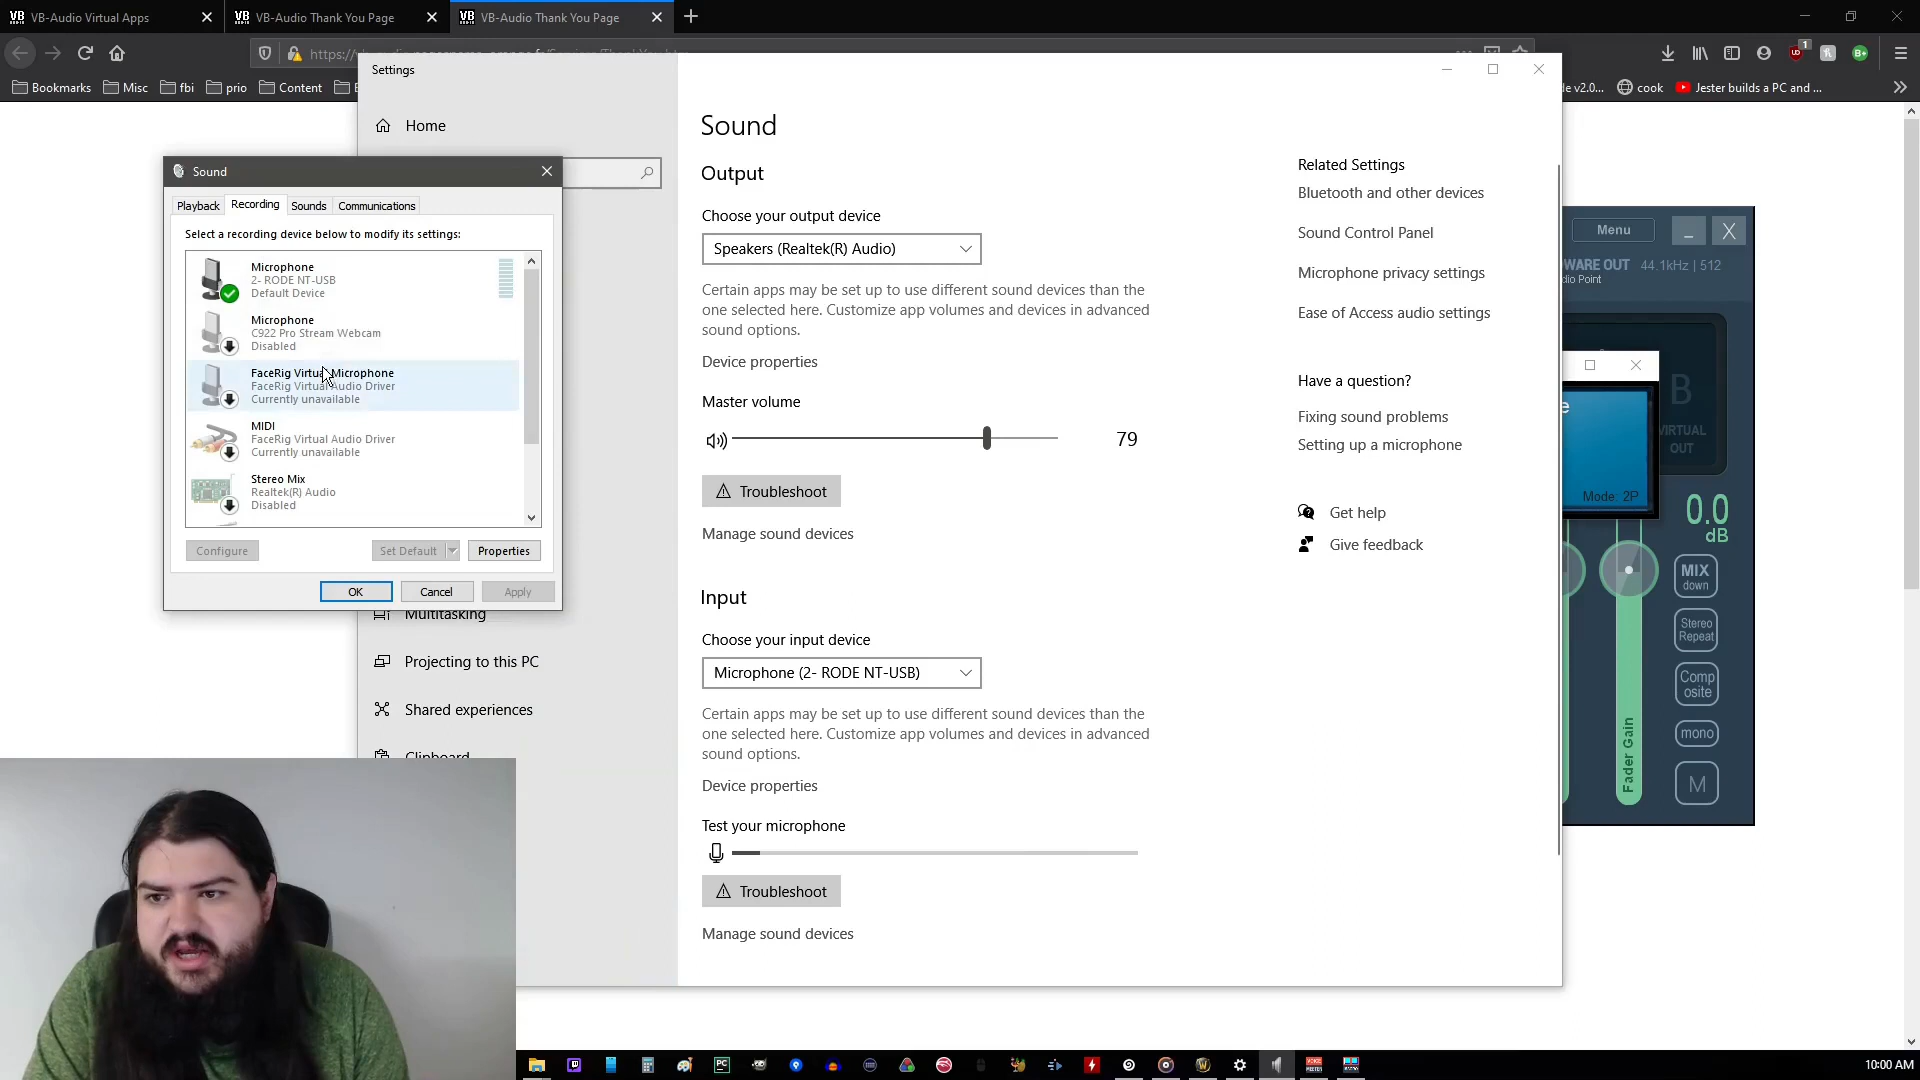 VB-Audio Virtual Apps
VB-Audio Thank You Page
VB-Audio Thank You Page
Bookmarks
Misc
fbi
prio
Content
cook
Jester builds a PC and ...
Settings
Home
Sound
Playback
Recording
Sounds
Communications
Select a recording device below to modify its settings:
Microphone
2- RODE NT-USB
Default Device
Microphone
C922 Pro Stream Webcam
Disabled
FaceRig Virtual Microphone
FaceRig Virtual Audio Driver
Currently unavailable
MIDI
FaceRig Virtual Audio Driver
Currently unavailable
Stereo Mix
Realtek(R) Audio
Disabled
Configure
Set Default
Properties
OK
Cancel
Apply
Multitasking
Projecting to this PC
Shared experiences
Clipboard
Sound
Output
Choose your output device
Speakers (Realtek(R) Audio)
Certain apps may be set up to use different sound devices than the
one selected here. Customize app volumes and devices in advanced
sound options.
Device properties
Master volume
79
Troubleshoot
Manage sound devices
Input
Choose your input device
Microphone (2- RODE NT-USB)
Certain apps may be set up to use different sound devices than the
one selected here. Customize app volumes and devices in advanced
sound options.
Device properties
Test your microphone
Troubleshoot
Manage sound devices
Related Settings
Bluetooth and other devices
Sound Control Panel
Microphone privacy settings
Ease of Access audio settings
Have a question?
Fixing sound problems
Setting up a microphone
Get help
Give feedback
Menu
WARE OUT 44.1kHz | 512
dio Point
B
VIRTUAL
OUT
Mode: 2P
0.0
dB
MIX
down
Stereo
Repeat
Comp
osite
mono
M
Fader Gain
10:00 AM